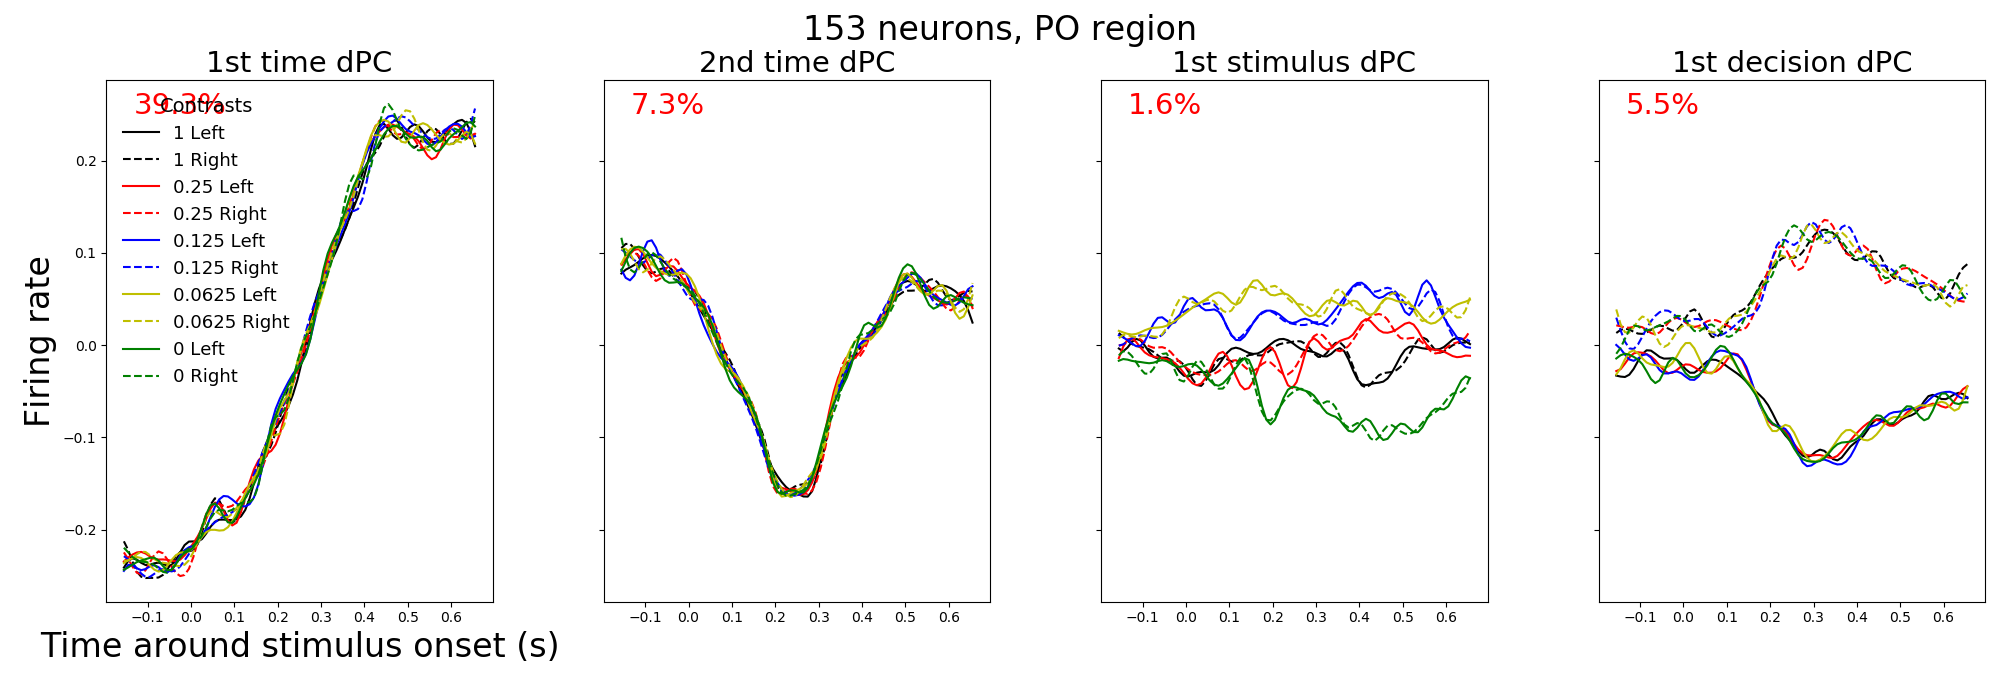 153 neurons, PO region
1st time dPC
2nd time dPC
1st stimulus dPC
1st decision dPC
39.3%
7.3%
1.6%
5.5%
Contrasts
1 Left
1 Right
0.25 Left
0.25 Right
0.125 Left
0.125 Right
0.0625 Left
0.0625 Right
0 Left
0 Right
Firing rate
0.2
0.1
0.0
−0.1
−0.2
−0.1 0.0 0.1 0.2 0.3 0.4 0.5 0.6
−0.1 0.0 0.1 0.2 0.3 0.4 0.5 0.6
−0.1 0.0 0.1 0.2 0.3 0.4 0.5 0.6
−0.1 0.0 0.1 0.2 0.3 0.4 0.5 0.6
Time around stimulus onset (s)